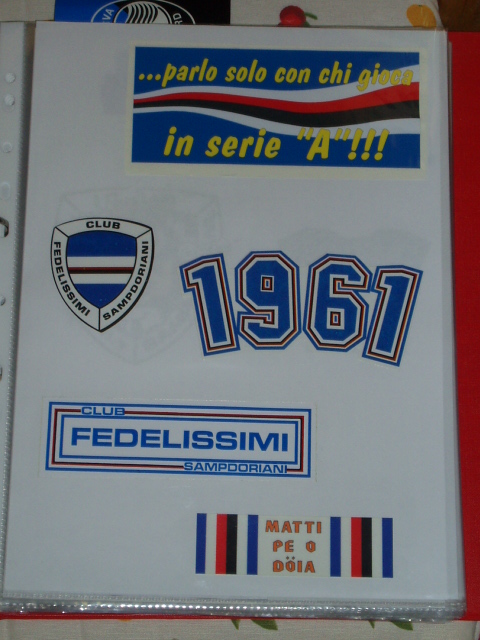 ...parlo solo con chi gioca
in serie "A"!!!
CLUB
FEDELISSIMI
SAMPDORIANI
1961
CLUB
FEDELISSIMI
SAMPDORIANI
MATTI
PE O
DÖIA